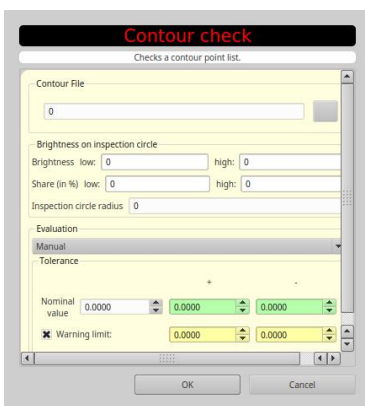 Contour check
Checks a contour point list.
Contour File
0
Brightness on inspection circle
Brightness low: 0 high: 0
Share (in %) low: 0 high: 0
Inspection circle radius 0
Evaluation
Manual
Tolerance
+ -
Nominal value 0.0000 0.0000 0.0000
Warning limit: 0.0000 0.0000
OK Cancel